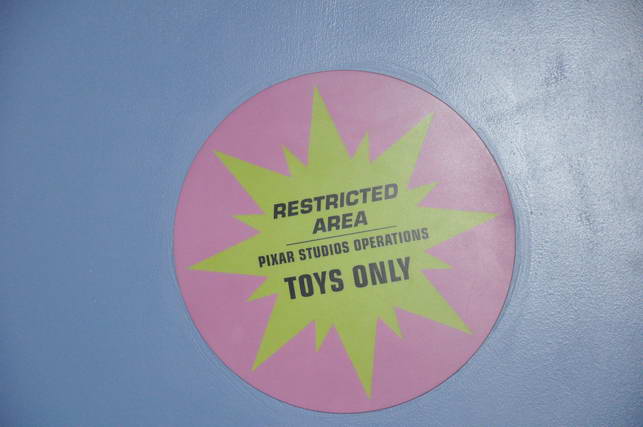 RESTRICTED
AREA
PIXAR STUDIOS OPERATIONS
TOYS ONLY